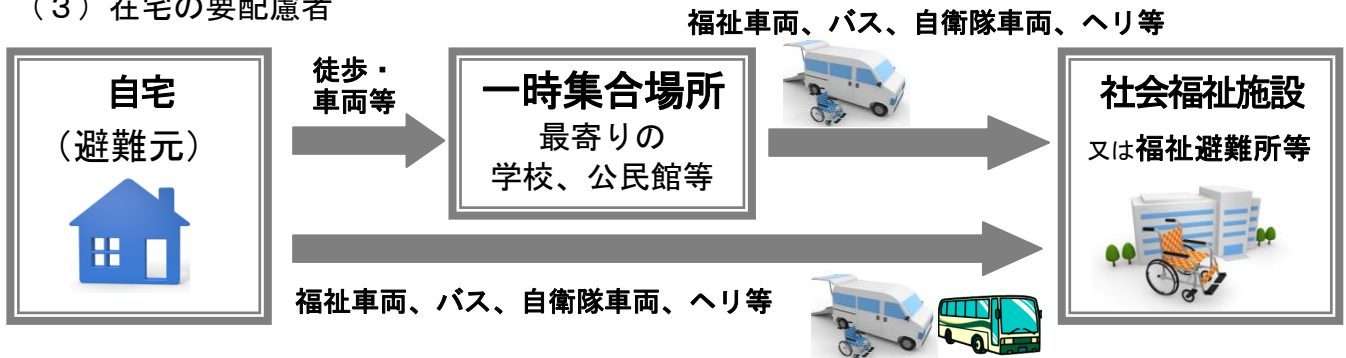 （３）在宅の要配慮者
福祉車両、バス、自衛隊車両、ヘリ等
自宅
（避難元）
徒歩・
車両等
一時集合場所
最寄りの
学校、公民館等
社会福祉施設
又は福祉避難所等
福祉車両、バス、自衛隊車両、ヘリ等